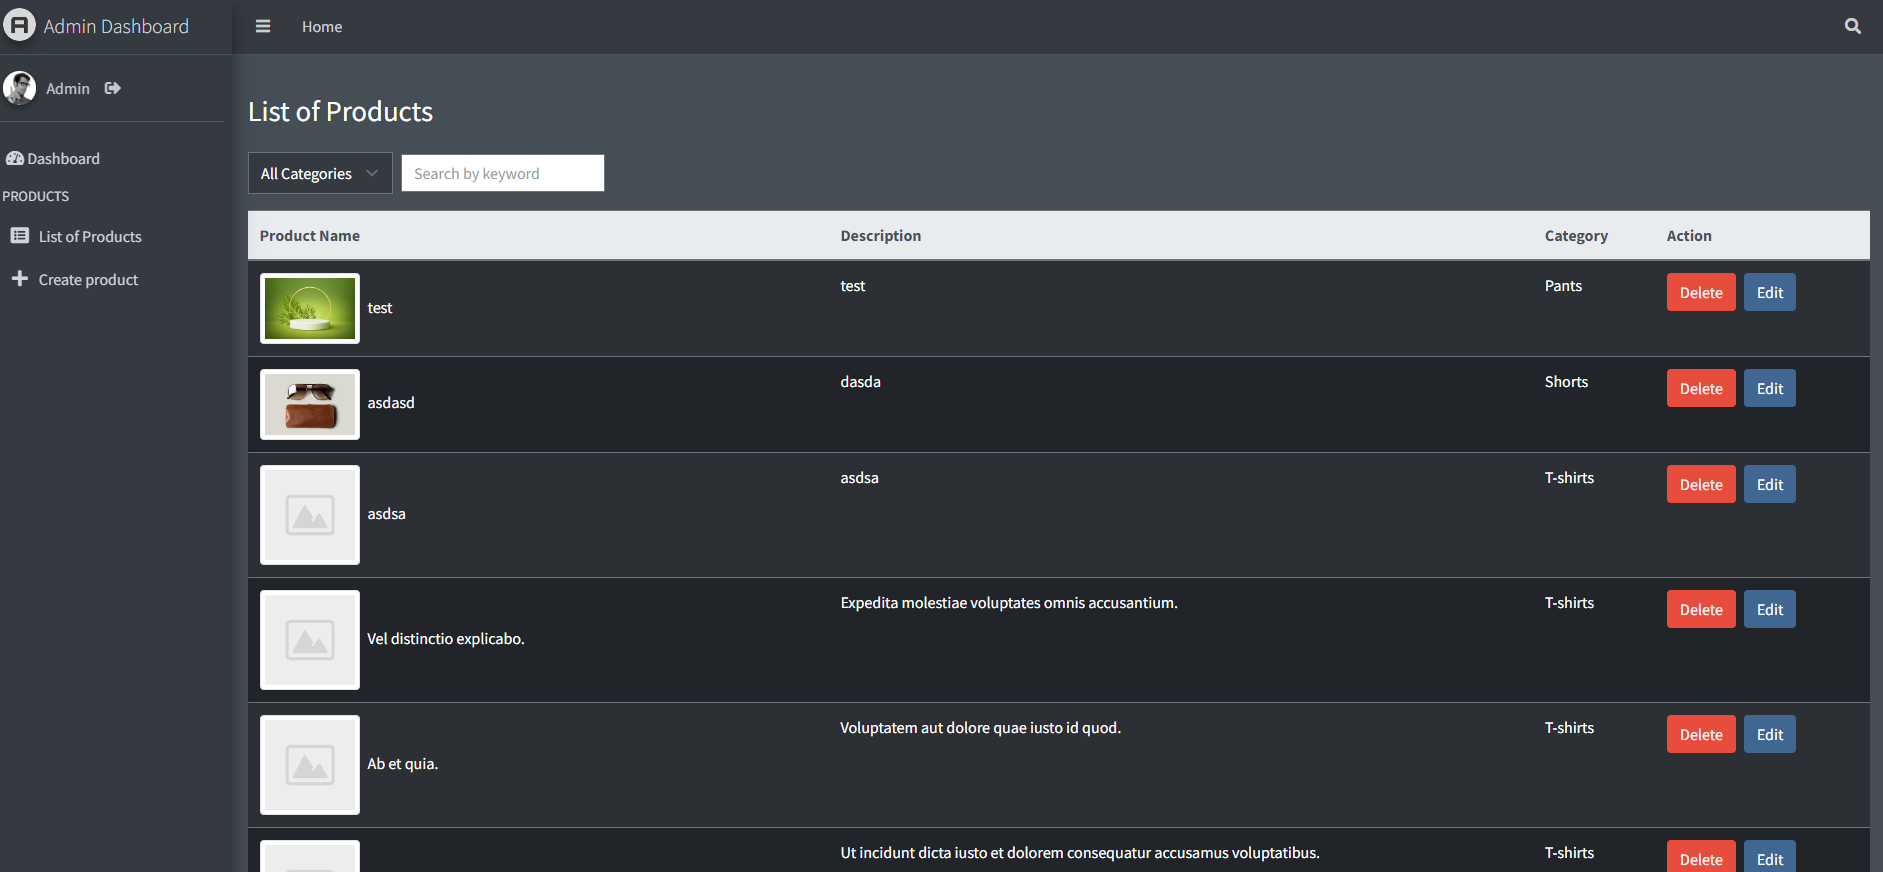 Admin Dashboard
Home
Admin
Dashboard
PRODUCTS
List of Products
Create product
List of Products
All Categories
Search by keyword
Product Name Description Category Action
test test Pants Delete Edit
asdasd dasda Shorts Delete Edit
asdsa asdsa T-shirts Delete Edit
Vel distinctio explicabo. Expedita molestiae voluptates omnis accusantium. T-shirts Delete Edit
Ab et quia. Voluptatem aut dolore quae iusto id quod. T-shirts Delete Edit
Ut incidunt dicta iusto et dolorem consequatur accusamus voluptatibus. T-shirts Delete Edit